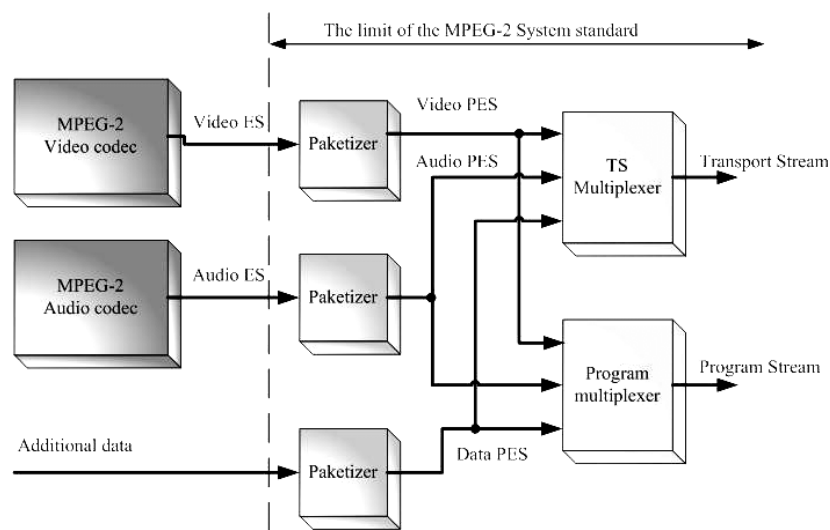 The limit of the MPEG-2 System standard
MPEG-2
Video codec
Video ES
Paketizer
Video PES
Audio PES
TS
Multiplexer
Transport Stream
MPEG-2
Audio codec
Audio ES
Paketizer
Program
multiplexer
Program Stream
Additional data
Paketizer
Data PES